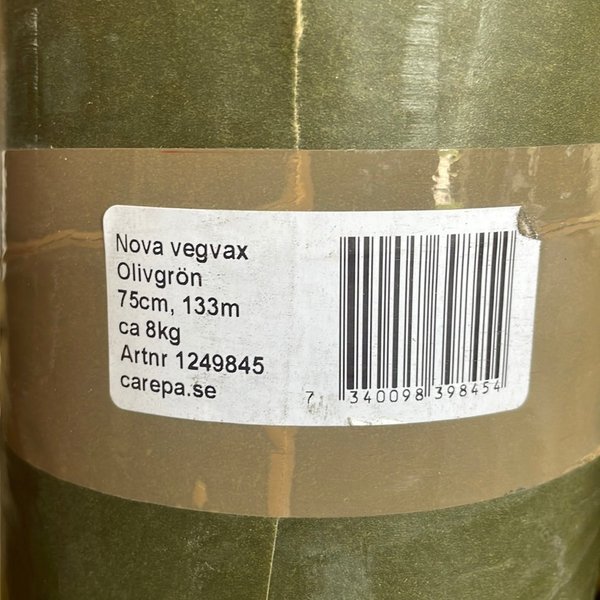 Nova vegvax
Olivgrön
75cm, 133m
ca 8kg
Artnr 1249845
carepa.se
7 340098 398454